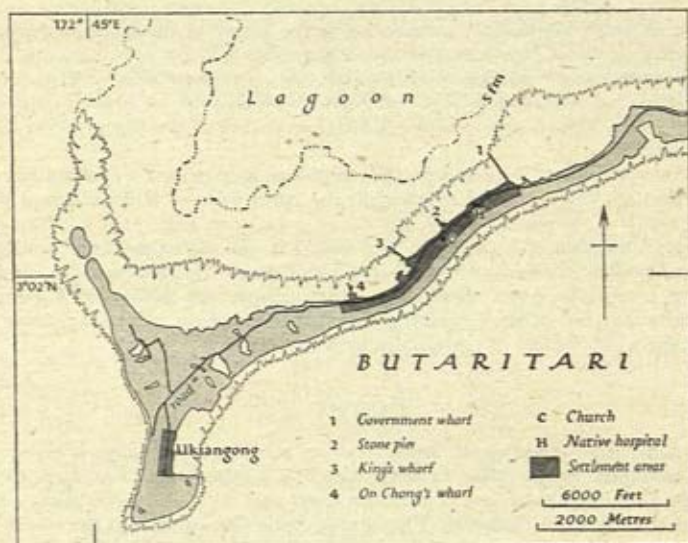 172° 45'E
Lagoon
5fm
1
2
3
4
3°02'N
road
Ukiangong
BUTARITARI
1 Government wharf
2 Stone pier
3 King's wharf
4 On Chong's wharf
C Church
H Native hospital
Settlement areas
6000 Feet
2000 Metres